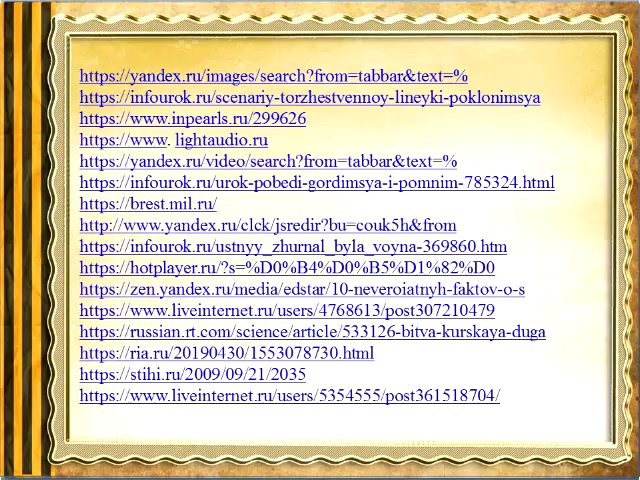 https://yandex.ru/images/search?from=tabbar&text=%
https://infourok.ru/scenariy-torzhestvennoy-lineyki-poklonimsya
https://www.inpearls.ru/299626
https://www. lightaudio.ru
https://yandex.ru/video/search?from=tabbar&text=%
https://infourok.ru/urok-pobedi-gordimsya-i-pomnim-785324.html
https://brest.mil.ru/
http://www.yandex.ru/clck/jsredir?bu=couk5h&from
https://infourok.ru/ustnyy_zhurnal_byla_voyna-369860.htm
https://hotplayer.ru/?s=%D0%B4%D0%B5%D1%82%D0
https://zen.yandex.ru/media/edstar/10-neveroiatnyh-faktov-o-s
https://www.liveinternet.ru/users/4768613/post307210479
https://russian.rt.com/science/article/533126-bitva-kurskaya-duga
https://ria.ru/20190430/1553078730.html
https://stihi.ru/2009/09/21/2035
https://www.liveinternet.ru/users/5354555/post361518704/